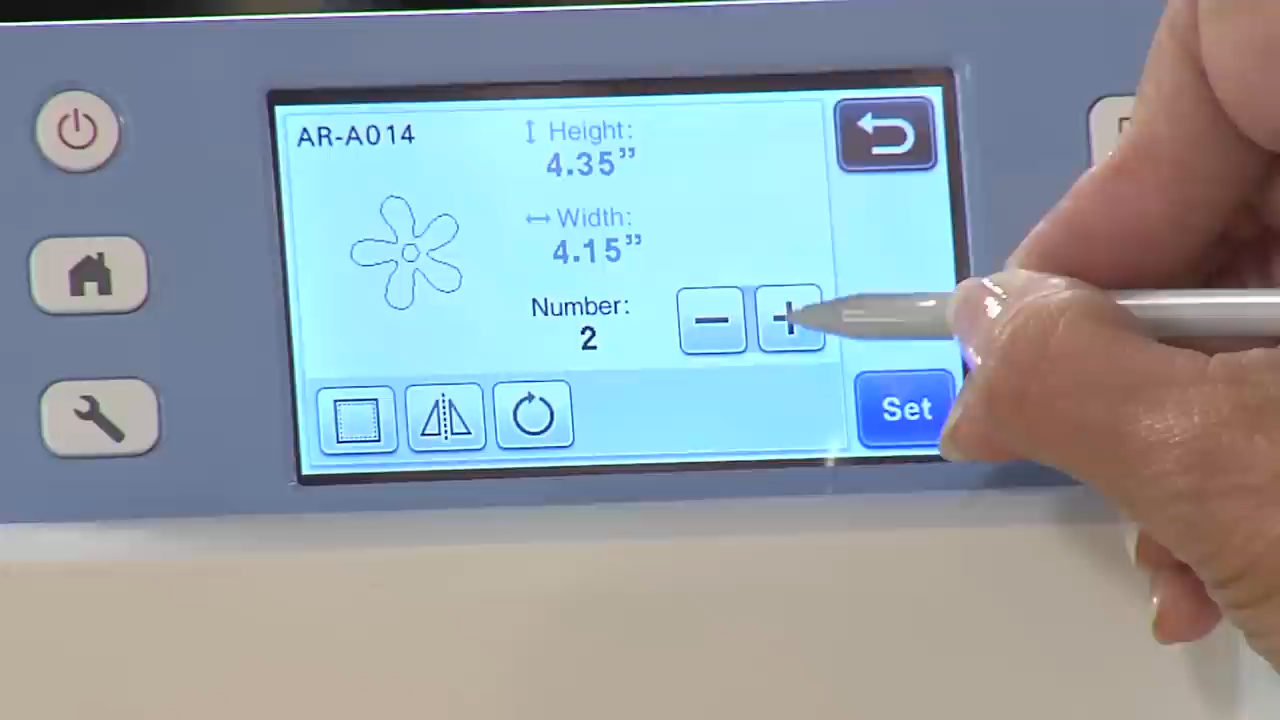 AR-A014
Height:
4.35”
Width:
4.15”
Number:
2
Set